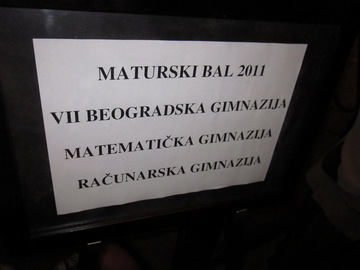 MATURSKI BAL 2011
VII BEOGRADSKA GIMNAZIJA
MATEMATIČKA GIMNAZIJA
RAČUNARSKA GIMNAZIJA